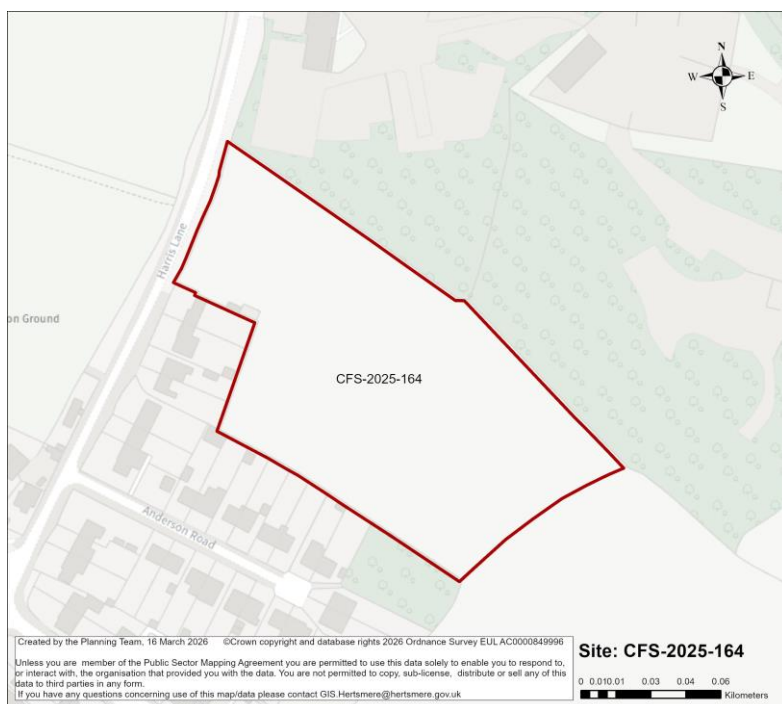 N
W E
S
Harris Lane
on Ground
CFS-2025-164
Anderson Road
Created by the Planning Team, 16 March 2026 ©Crown copyright and database rights 2026 Ordnance Survey EUL AC0000849996
Unless you are member of the Public Sector Mapping Agreement you are permitted to use this data solely to enable you to respond to,
or interact with, the organisation that provided you with the data. You are not permitted to copy, sub-license, distribute or sell any of this
data to third parties in any form.
If you have any questions concerning use of this map/data please contact GIS.Hertsmere@hertsmere.gov.uk
Site: CFS-2025-164
0 0.010.01 0.03 0.04 0.06
Kilometers